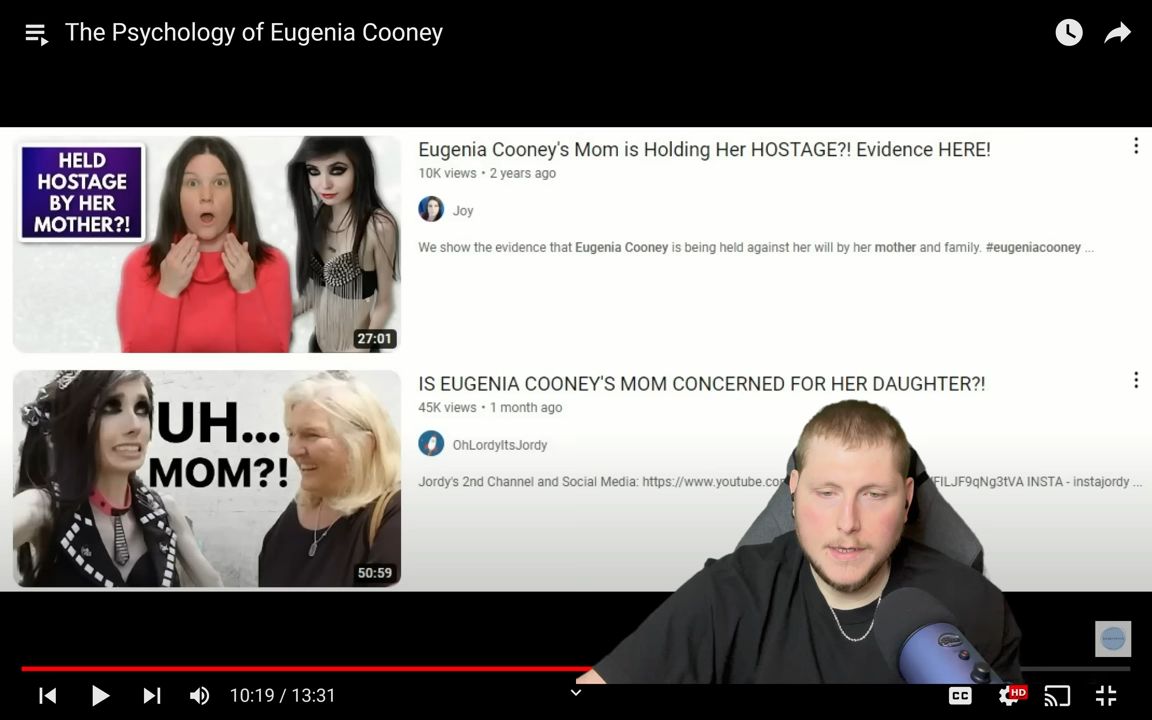 The Psychology of Eugenia Cooney
HELD
HOSTAGE
BY HER
MOTHER?!
27:01
Eugenia Cooney's Mom is Holding Her HOSTAGE?! Evidence HERE!
10K views • 2 years ago
Joy
We show the evidence that Eugenia Cooney is being held against her will by her mother and family. #eugeniacooney ...
UH...
MOM?!
50:59
IS EUGENIA COONEY'S MOM CONCERNED FOR HER DAUGHTER?!
45K views • 1 month ago
OhLordyItsJordy
Jordy's 2nd Channel and Social Media: https://www.youtube.co FILJF9qNg3tVA INSTA - instajordy ...
10:19 / 13:31
CC
HD